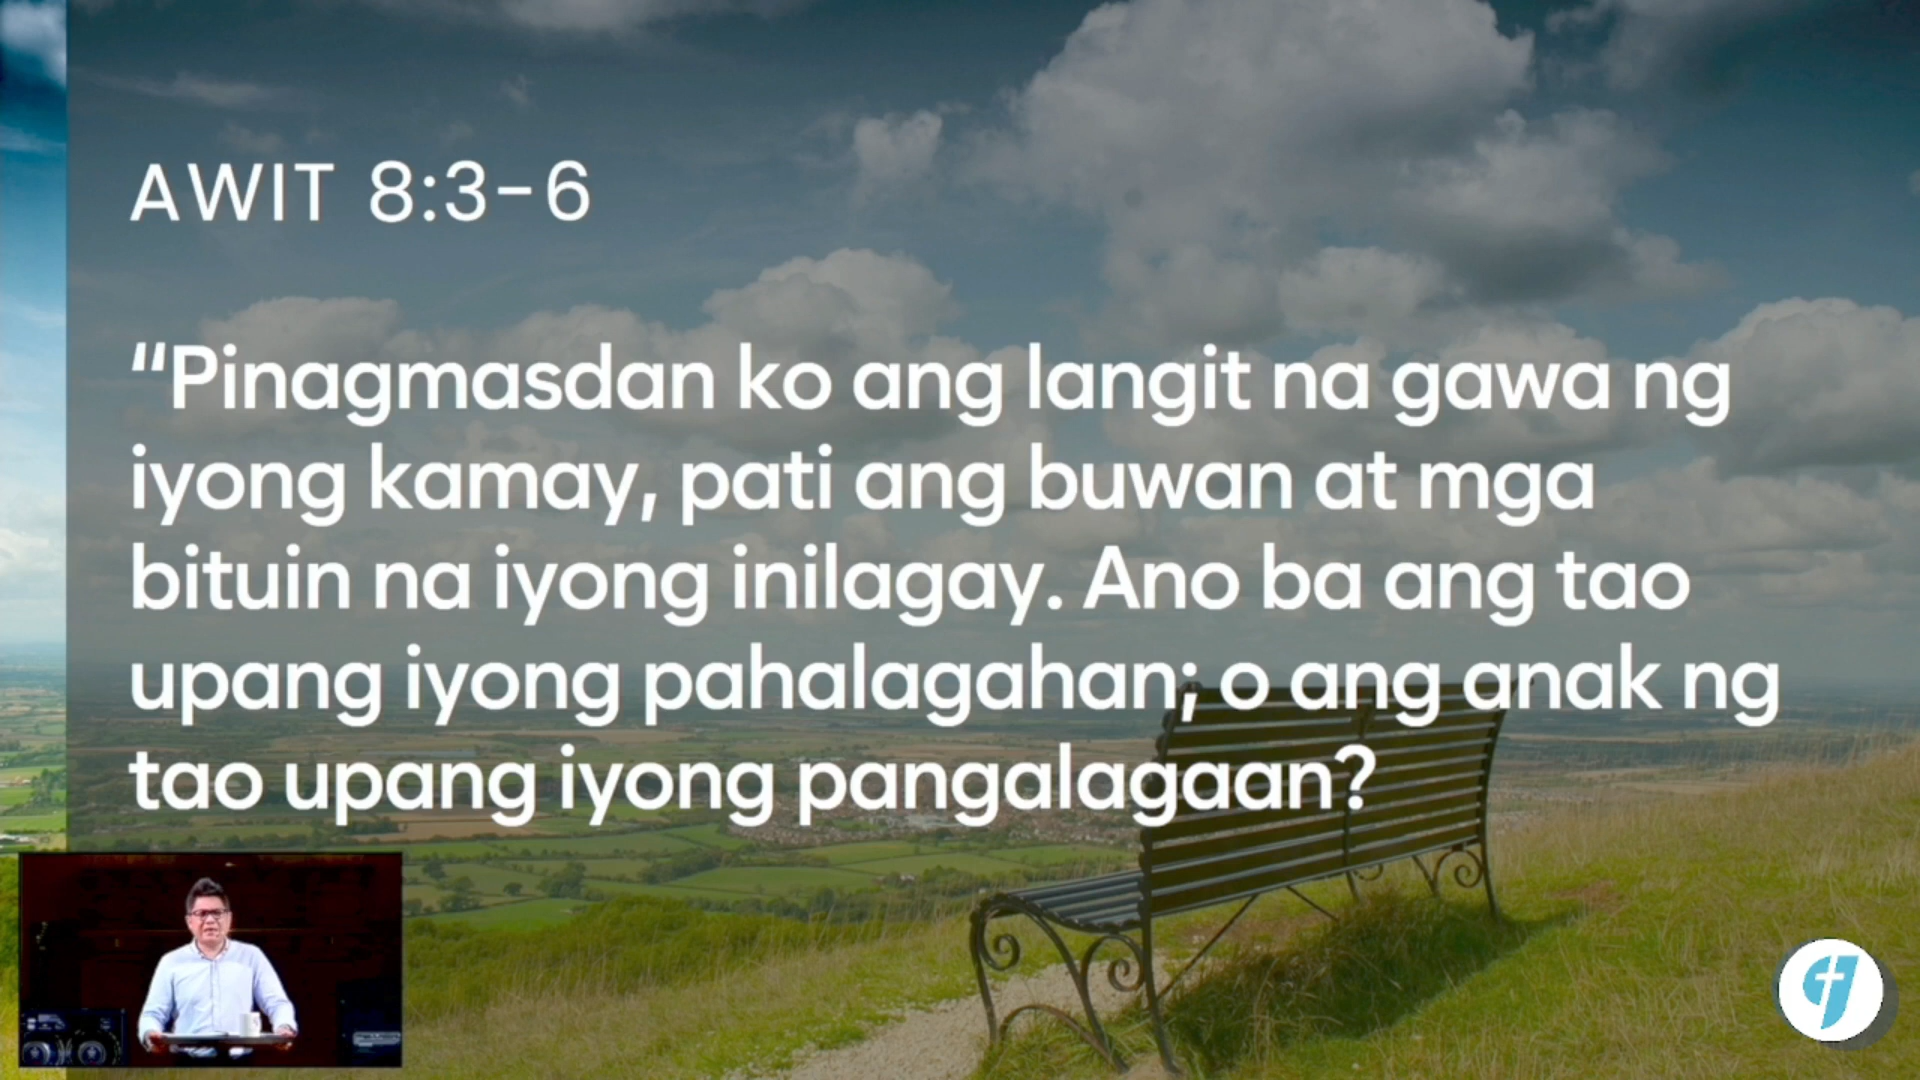 AWIT 8:3-6
“Pinagmasdan ko ang langit na gawa ng
iyong kamay, pati ang buwan at mga
bituin na iyong inilagay. Ano ba ang tao
upang iyong pahalagahan; o ang anak ng
tao upang iyong pangalagaan?